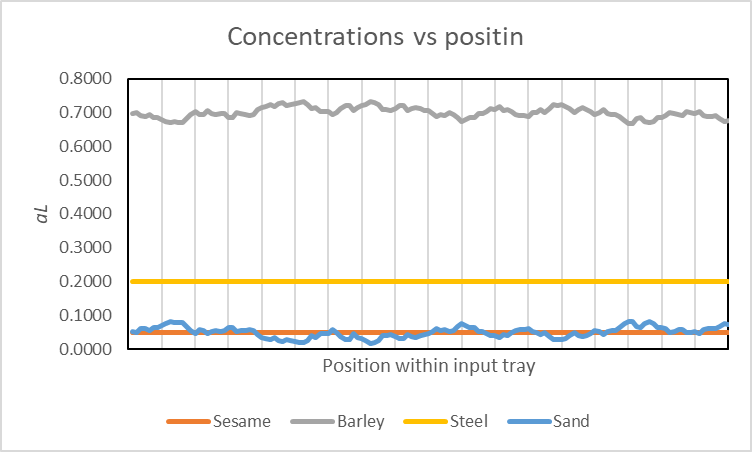 Concentrations vs positin
0.8000
0.7000
0.6000
0.5000
0.4000
0.3000
0.2000
0.1000
0.0000
aL
Position within input tray
Sesame Barley Steel Sand